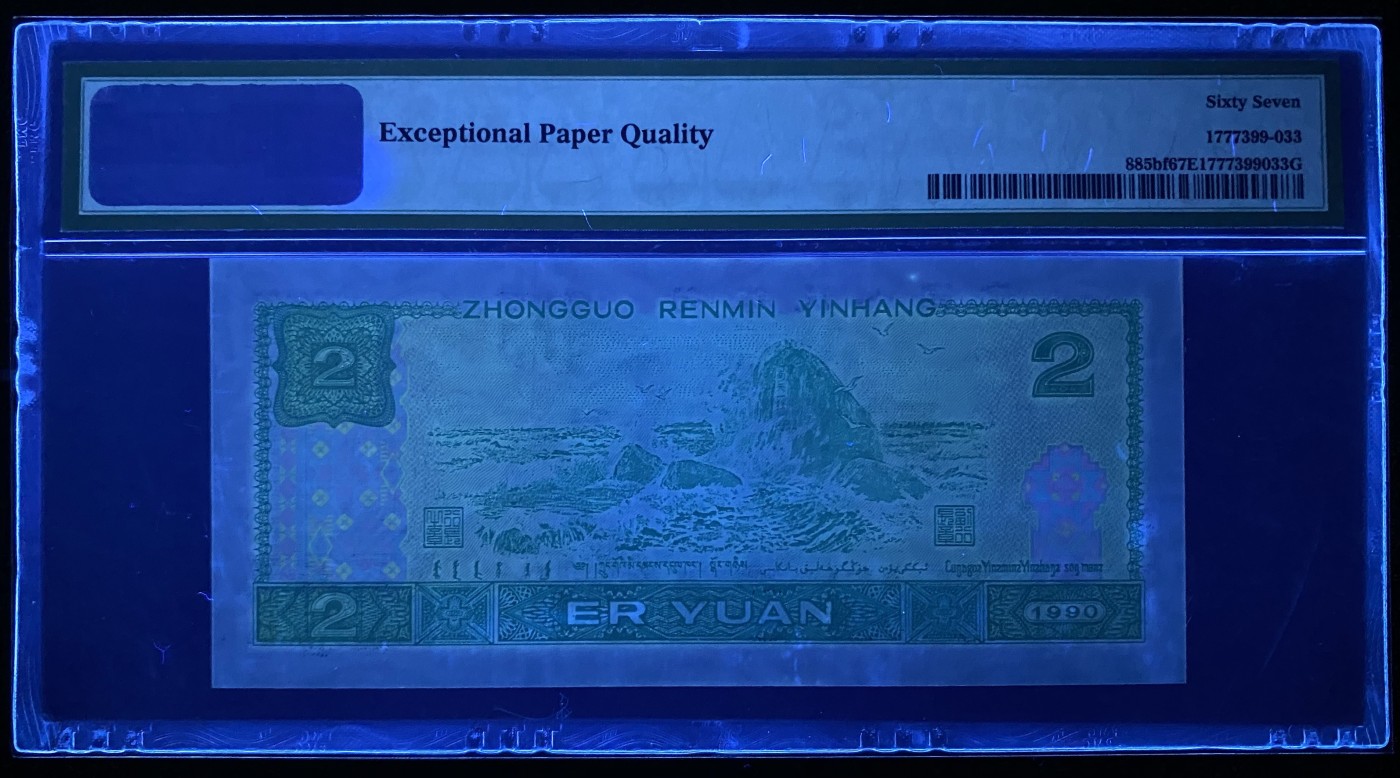 Sixty Seven
Exceptional Paper Quality
1777399-033
885bf67E1777399033G
ZHONGGUO RENMIN YINHANG
2
2
2
ER YUAN
1990